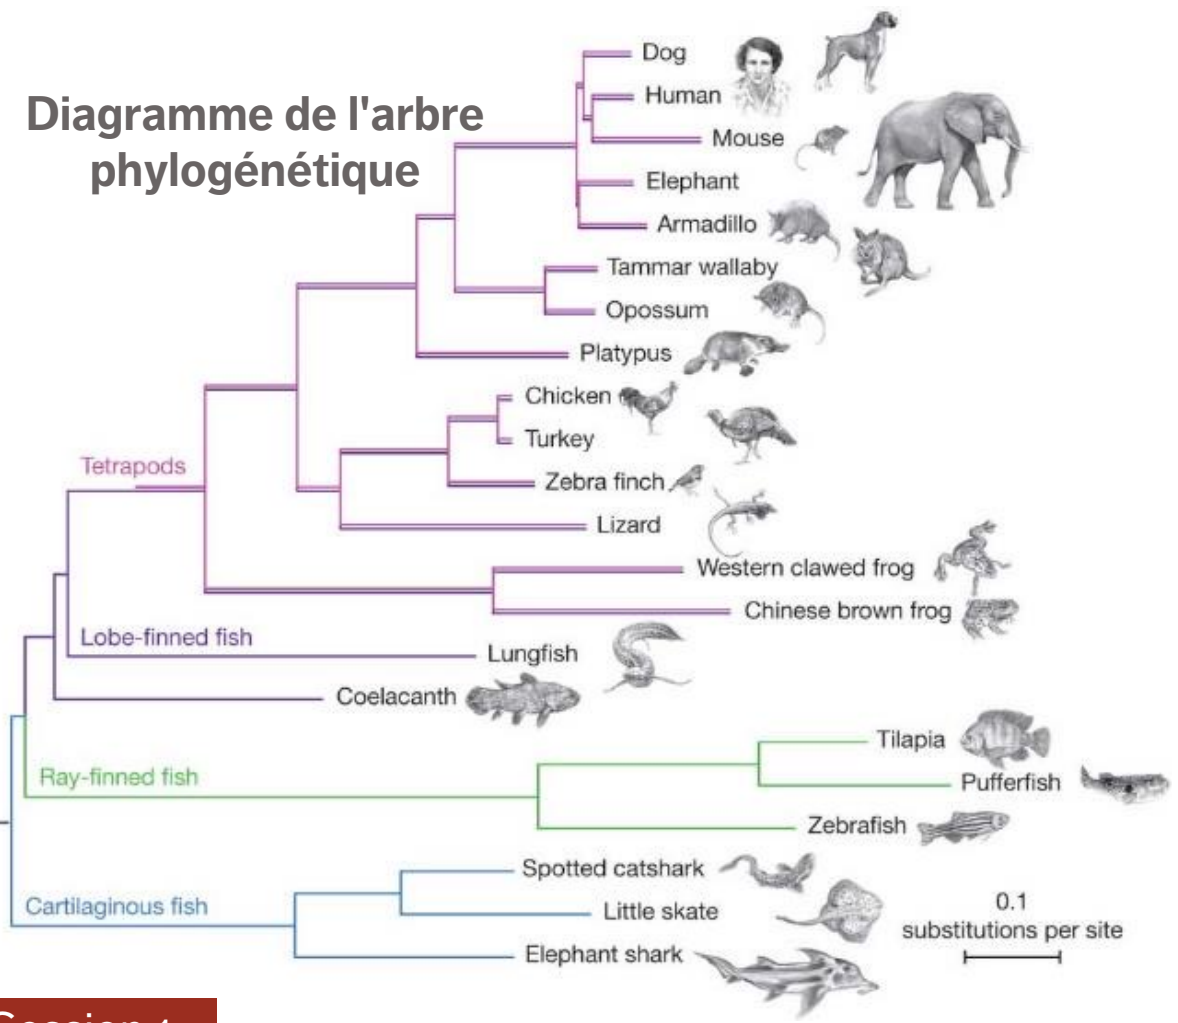 Diagramme de l'arbre
phylogénétique
Dog
Human
Mouse
Elephant
Armadillo
Tammar wallaby
Opossum
Platypus
Chicken
Turkey
Tetrapods
Zebra finch
Lizard
Western clawed frog
Chinese brown frog
Lobe-finned fish
Lungfish
Coelacanth
Tilapia
Ray-finned fish
Pufferfish
Zebrafish
Spotted catshark
Cartilaginous fish
Little skate
0.1
substitutions per site
Elephant shark